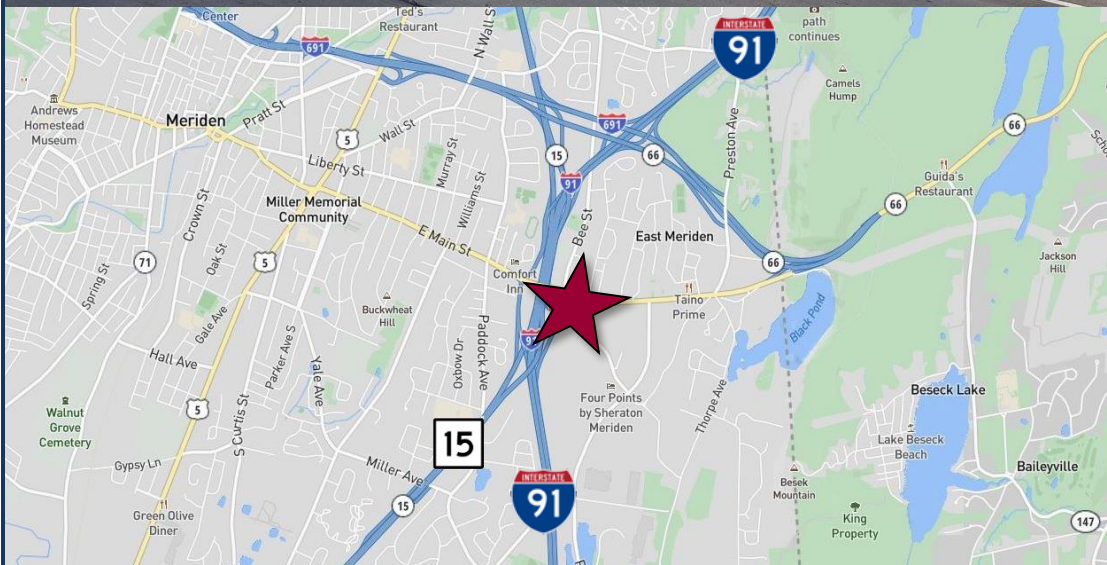 Center
Ted's
Restaurant
N Wall S
INTERSTATE
91
path
continues
691
Camels
Hump
Andrews
Homestead
Museum
Meriden
Pratt St
5
Wall St
691
66
Liberty St
Murray St
15
66
Preston Ave
91
Guida's
Restaurant
Williams St
Miller Memorial
Community
Crown St
66
Bee St
East Meriden
E Main St
Oak St
71
5
66
Jackson
Hill
Spring St
Comfort
Inn
Taino
Prime
Gale Ave
Buckwheat
Hill
Black Pond
Paddock Ave
Hall Ave
Parker Ave S
Oxbow Dr
Yale Ave
Four Points
by Sheraton
Meriden
Thorpe Ave
Beseck Lake
5
Walnut
Grove
Cemetery
S Curtis St
15
Lake Beseck
Beach
Gypsy Ln
Miller Ave
Baileyville
INTERSTATE
91
Besek
Mountain
15
Green Olive
Diner
King
Property
147